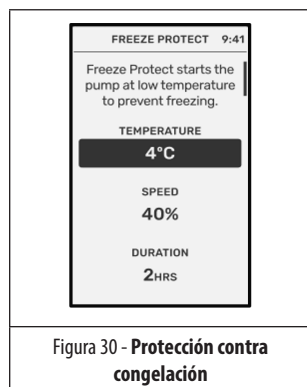 FREEZE PROTECT 9:41
Freeze Protect starts the
pump at low temperature
to prevent freezing.
TEMPERATURE
4°C
SPEED
40%
DURATION
2HRS
Figura 30 - Protección contra
congelación